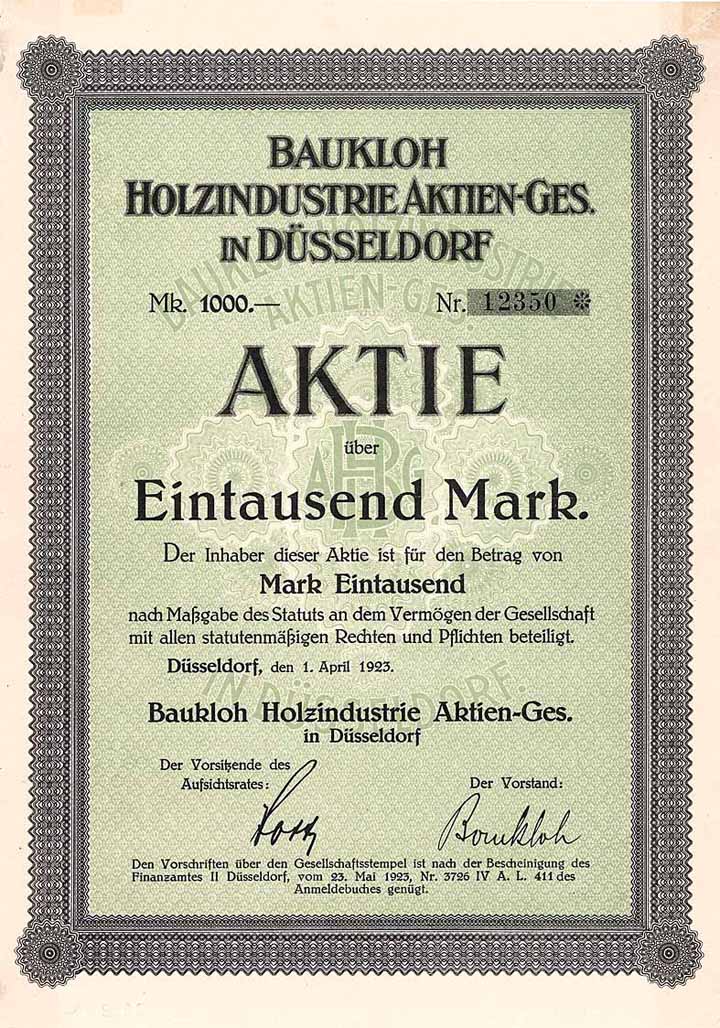 BAUKLOH
HOLZINDUSTRIE AKTIEN-GES.
IN DÜSSELDORF
Mk. 1000.— Nr. 12350 ❊
AKTIE
über
Eintausend Mark.
Der Inhaber dieser Aktie ist für den Betrag von
Mark Eintausend
nach Maßgabe des Statuts an dem Vermögen der Gesellschaft
mit allen statutenmäßigen Rechten und Pflichten beteiligt.
Düsseldorf, den 1. April 1923.
Baukloh Holzindustrie Aktien-Ges.
in Düsseldorf
Der Vorsitzende des
Aufsichtsrates:
Der Vorstand:
Baukloh
Den Vorschriften über den Gesellschaftsstempel ist nach der Bescheinigung des
Finanzamtes II Düsseldorf, vom 23. Mai 1923, Nr. 3726 IV A. L. 411 des
Anmeldebuches genügt.